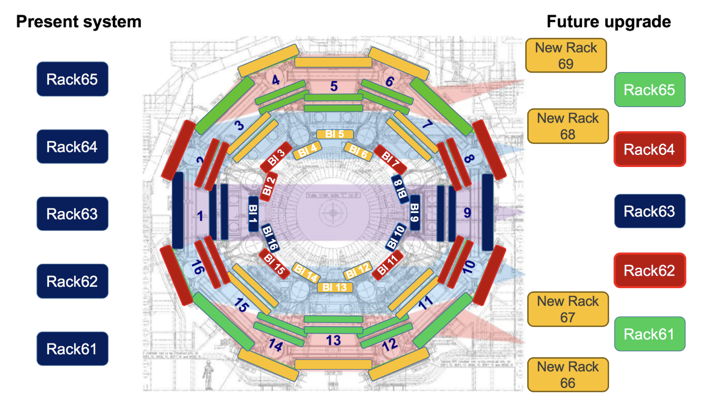 Present system
Future upgrade
Rack65
Rack64
Rack63
Rack62
Rack61
4
5
6
3
7
2
8
1
9
16
10
15
11
14
13
12
BI 5
BI 4
BI 6
BI 3
BI 7
BI 2
BI 8
BI 1
BI 9
BI 16
BI 10
BI 15
BI 11
BI 14
BI 12
BI 13
New Rack
69
Rack65
New Rack
68
Rack64
Rack63
Rack62
New Rack
67
Rack61
New Rack
66